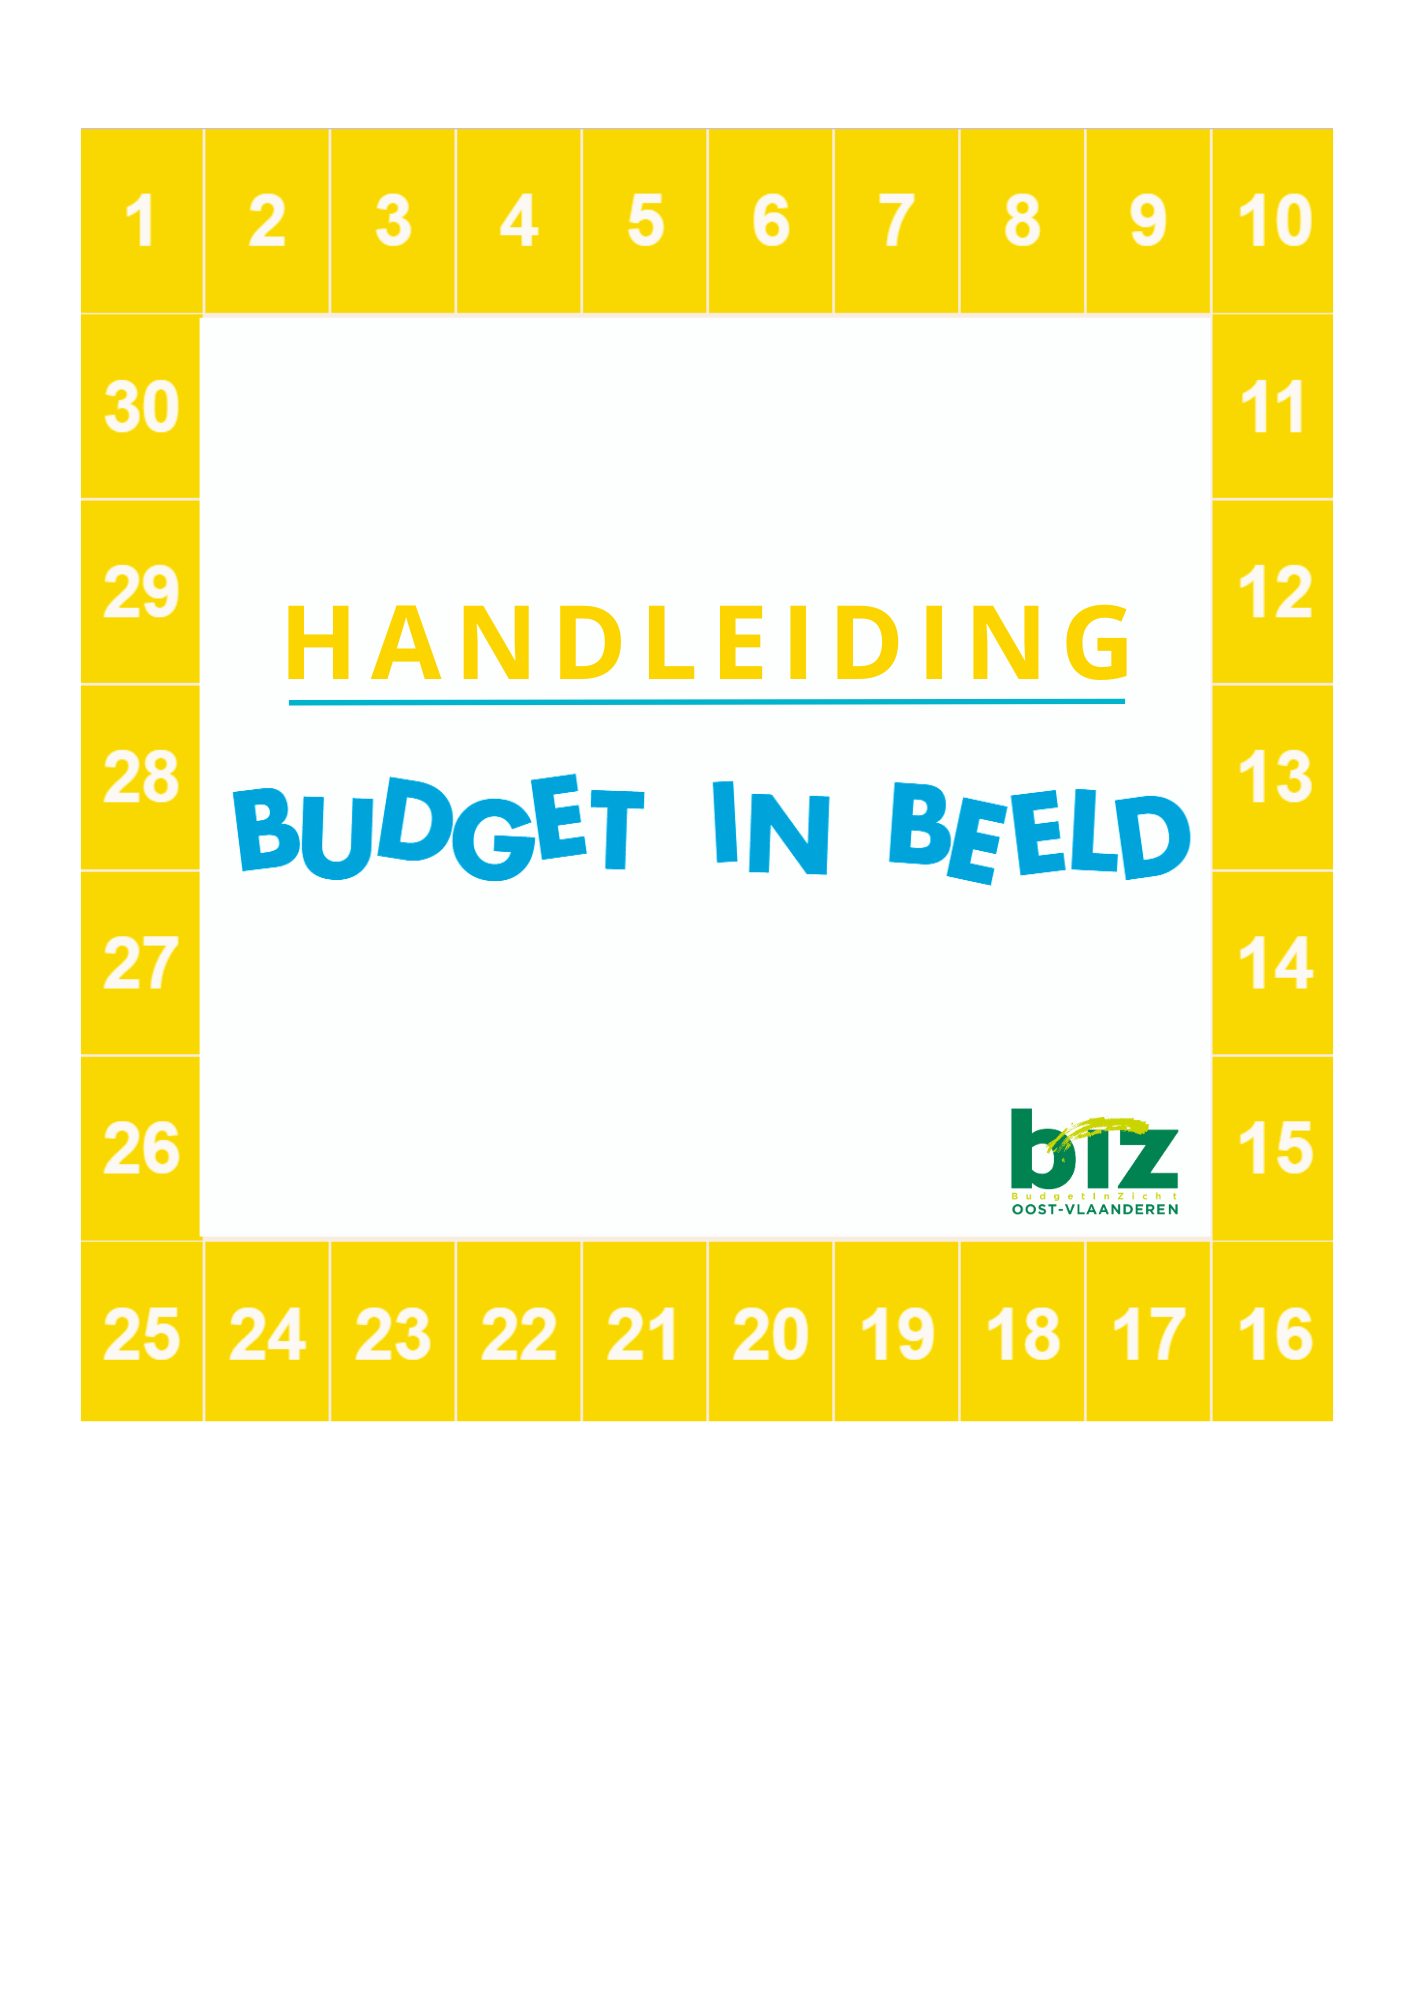 1 2 3 4 5 6 7 8 9 10
30 11
29 12
HANDLEIDING
28 13
BUDGET IN BEELD
27 14
26 15
biz
BudgetInZicht
OOST-VLAANDEREN
25 24 23 22 21 20 19 18 17 16